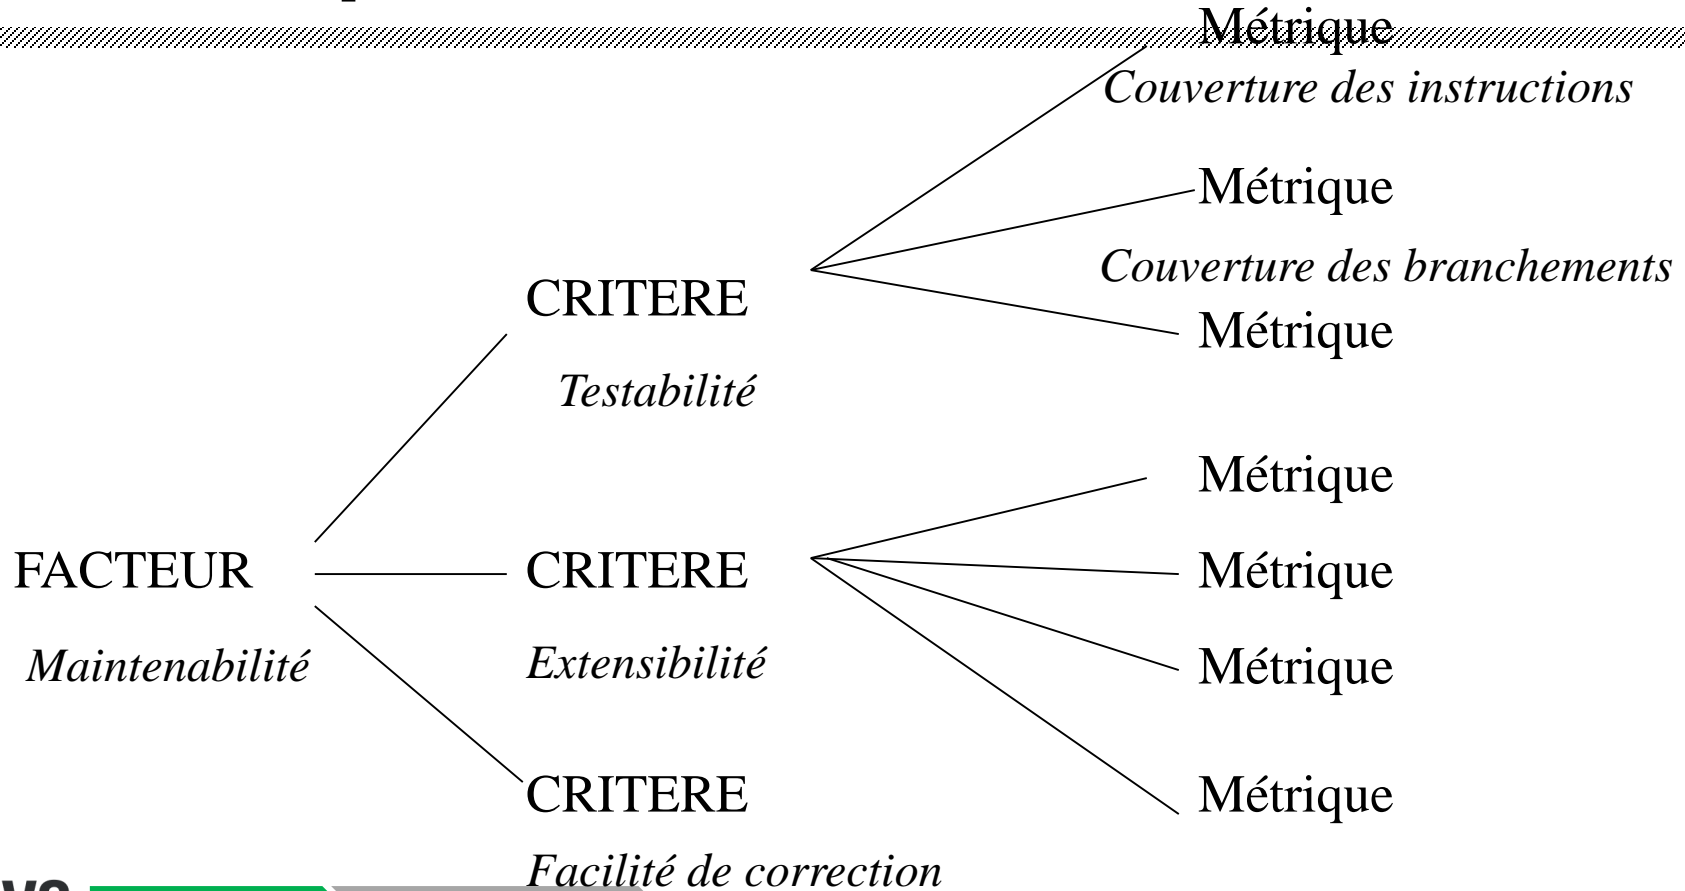 Métrique
Couverture des instructions
Métrique
Couverture des branchements
CRITERE
Métrique
Testabilité
Métrique
FACTEUR
CRITERE
Métrique
Maintenabilité
Extensibilité
Métrique
CRITERE
Métrique
Facilité de correction